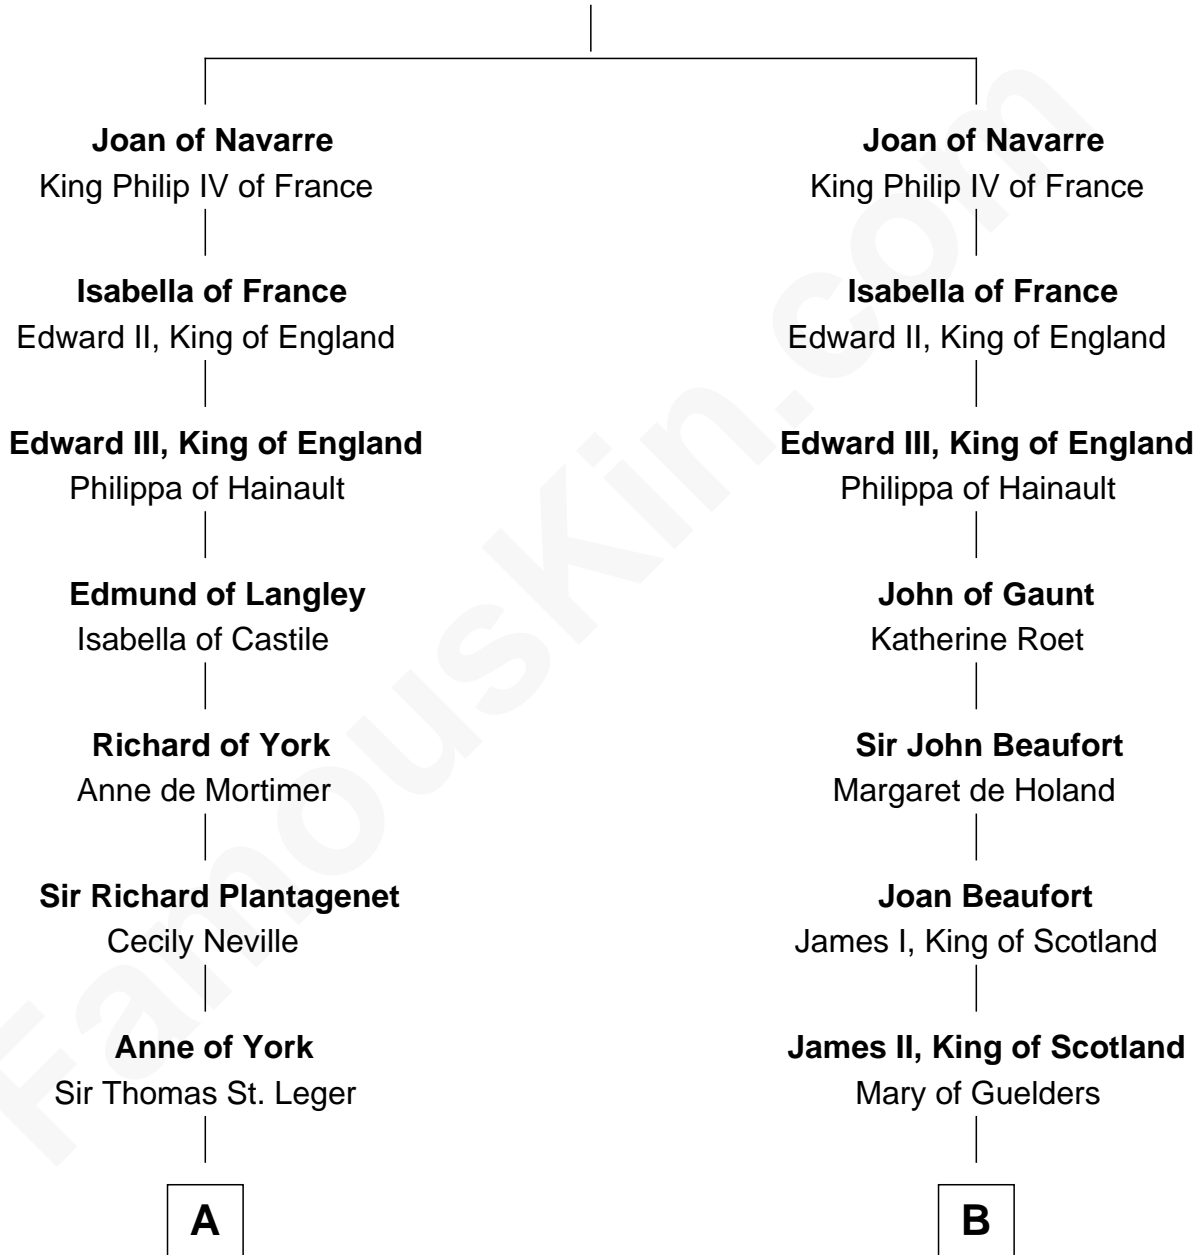 Joan of Navarre
King Philip IV of France
Isabella of France
Edward II, King of England
Edward III, King of England
Philippa of Hainault
Edmund of Langley
Isabella of Castile
Richard of York
Anne de Mortimer
Sir Richard Plantagenet
Cecily Neville
Anne of York
Sir Thomas St. Leger
A
Joan of Navarre
King Philip IV of France
Isabella of France
Edward II, King of England
Edward III, King of England
Philippa of Hainault
John of Gaunt
Katherine Roet
Sir John Beaufort
Margaret de Holand
Joan Beaufort
James I, King of Scotland
James II, King of Scotland
Mary of Guelders
B
FamousKin.com